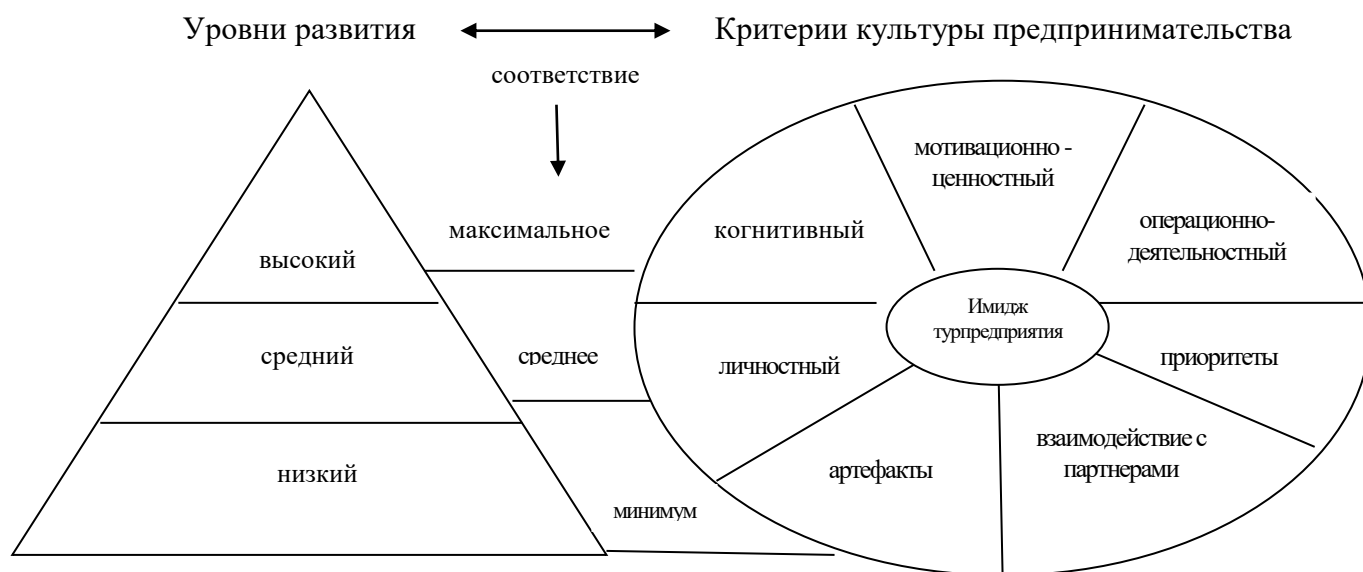 Уровни развития
Критерии культуры предпринимательства
соответствие
мотивационно -
ценностный
когнитивный
операционно-
деятельностный
максимальное
высокий
Имидж
турпредприятия
средний
среднее
личностный
приоритеты
взаимодействие с
партнерами
низкий
артефакты
минимум